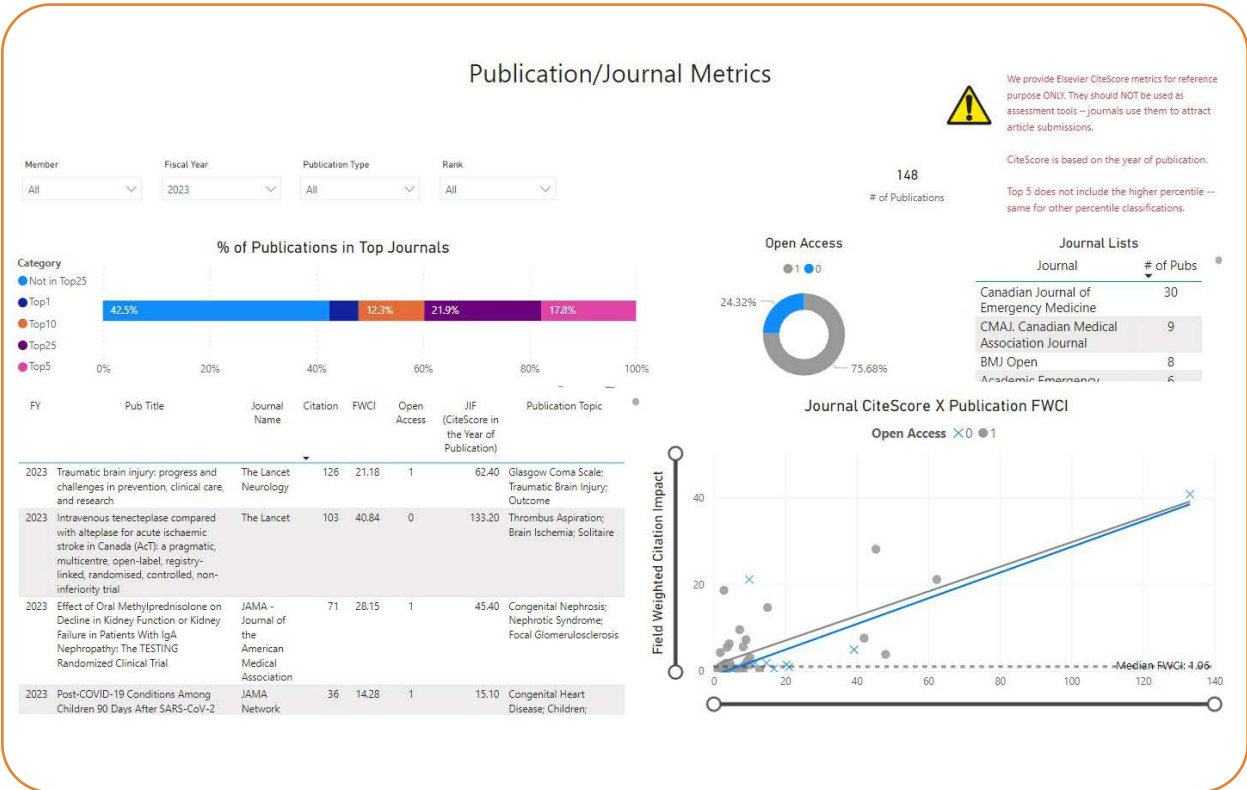 Publication/Journal Metrics
We provide Elsevier CiteScore metrics for reference
purpose ONLY. They should NOT be used as
assessment tools -- journals use them to attract
article submissions.
CiteScore is based on the year of publication.
Top 5 does not include the higher percentile --
same for other percentile classifications.
Member
Fiscal Year
Publication Type
Rank
All
2023
All
All
148
# of Publications
% of Publications in Top Journals
Category
Not in Top25
Top1
Top10
Top25
Top5
42.5%
12.3%
21.9%
17.8%
0%
20%
40%
60%
80%
100%
Open Access
1 0
24.32%
75.68%
Journal Lists
Journal # of Pubs
Canadian Journal of 30
Emergency Medicine
CMAJ. Canadian Medical 9
Association Journal
BMJ Open 8
Academic Emergency 6
FY Pub Title Journal Citation FWCI Open JIF Publication Topic
Name Access (CiteScore in
the Year of
Publication)
2023 Traumatic brain injury: progress and The Lancet 126 21.18 1 62.40 Glasgow Coma Scale;
challenges in prevention, clinical care, Neurology Traumatic Brain Injury;
and research Outcome
2023 Intravenous tenecteplase compared The Lancet 103 40.84 0 133.20 Thrombus Aspiration;
with alteplase for acute ischaemic Brain Ischemia; Solitaire
stroke in Canada (AcT): a pragmatic,
multicentre, open-label, registry-
linked, randomised, controlled, non-
inferiority trial
2023 Effect of Oral Methylprednisolone on JAMA - 71 28.15 1 45.40 Congenital Nephrosis;
Decline in Kidney Function or Kidney Journal of Nephrotic Syndrome;
Failure in Patients With IgA the Focal Glomerulosclerosis
Nephropathy: The TESTING American
Randomized Clinical Trial Medical
Association
2023 Post-COVID-19 Conditions Among JAMA 36 14.28 1 15.10 Congenital Heart
Children 90 Days After SARS-CoV-2 Network Disease; Children;
Journal CiteScore X Publication FWCI
Open Access 0 1
Field Weighted Citation Impact
40
20
0
Median FWCI: 1.06
0
20
40
60
80
100
120
140